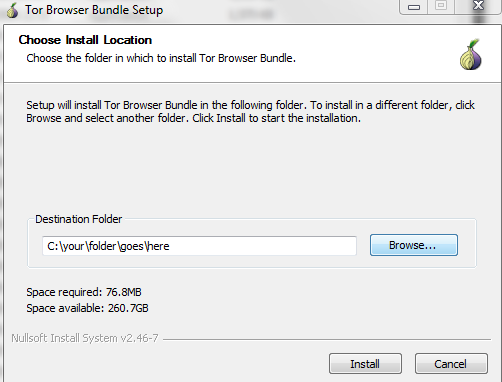 Tor Browser Bundle Setup
Choose Install Location
Choose the folder in which to install Tor Browser Bundle.
Setup will install Tor Browser Bundle in the following folder. To install in a different folder, click
Browse and select another folder. Click Install to start the installation.
Destination Folder
C:\your\folder\goes\here
Browse...
Space required: 76.8MB
Space available: 260.7GB
Nullsoft Install System v2.46-7
Install
Cancel